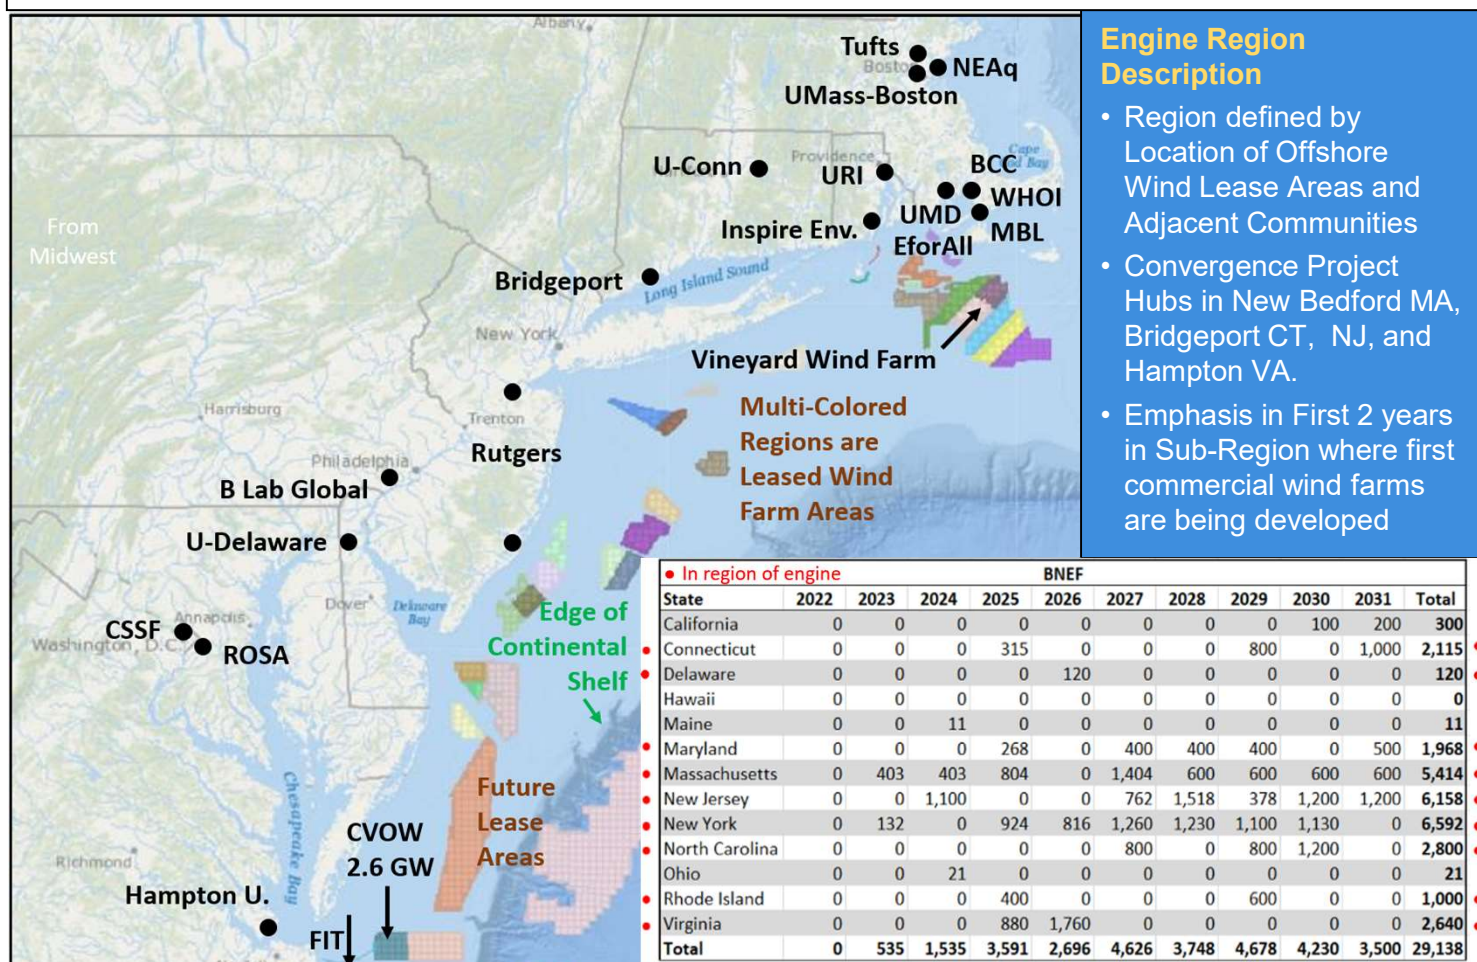 Albany
Tufts
Boston
NEAq
UMass-Boston
Cape
Cod Bay
Providence
U-Conn
URI
BCC
WHOI
UMD
MBL
Inspire Env.
EforAll
From
Midwest
Bridgeport
Long Island Sound
New York
Vineyard Wind Farm
Harrisburg
Trenton
Multi-Colored
Regions are
Leased Wind
Farm Areas
Rutgers
Philadelphia
B Lab Global
U-Delaware
Dover
Delaware
Bay
Edge of
Continental
Shelf
Annapolis
CSSF
Washington, D.C.
ROSA
Future
Lease
Areas
Chesapeake Bay
CVOW
2.6 GW
Richmond
Hampton U.
FIT
Engine Region
Description
• Region defined by
Location of Offshore
Wind Lease Areas and
Adjacent Communities
• Convergence Project
Hubs in New Bedford MA,
Bridgeport CT, NJ, and
Hampton VA.
• Emphasis in First 2 years
in Sub-Region where first
commercial wind farms
are being developed
• In region of engine BNEF
State 2022 2023 2024 2025 2026 2027 2028 2029 2030 2031 Total
California 0 0 0 0 0 0 0 0 100 200 300
• Connecticut 0 0 0 315 0 0 0 800 0 1,000 2,115 •
• Delaware 0 0 0 0 120 0 0 0 0 0 120 •
Hawaii 0 0 0 0 0 0 0 0 0 0 0
Maine 0 0 11 0 0 0 0 0 0 0 11
• Maryland 0 0 0 268 0 400 400 400 0 500 1,968 •
• Massachusetts 0 403 403 804 0 1,404 600 600 600 600 5,414 •
• New Jersey 0 0 1,100 0 0 762 1,518 378 1,200 1,200 6,158 •
• New York 0 132 0 924 816 1,260 1,230 1,100 1,130 0 6,592 •
• North Carolina 0 0 0 0 0 800 0 800 1,200 0 2,800 •
Ohio 0 0 21 0 0 0 0 0 0 0 21
• Rhode Island 0 0 0 400 0 0 0 600 0 0 1,000 •
• Virginia 0 0 0 880 1,760 0 0 0 0 0 2,640 •
Total 0 535 1,535 3,591 2,696 4,626 3,748 4,678 4,230 3,500 29,138